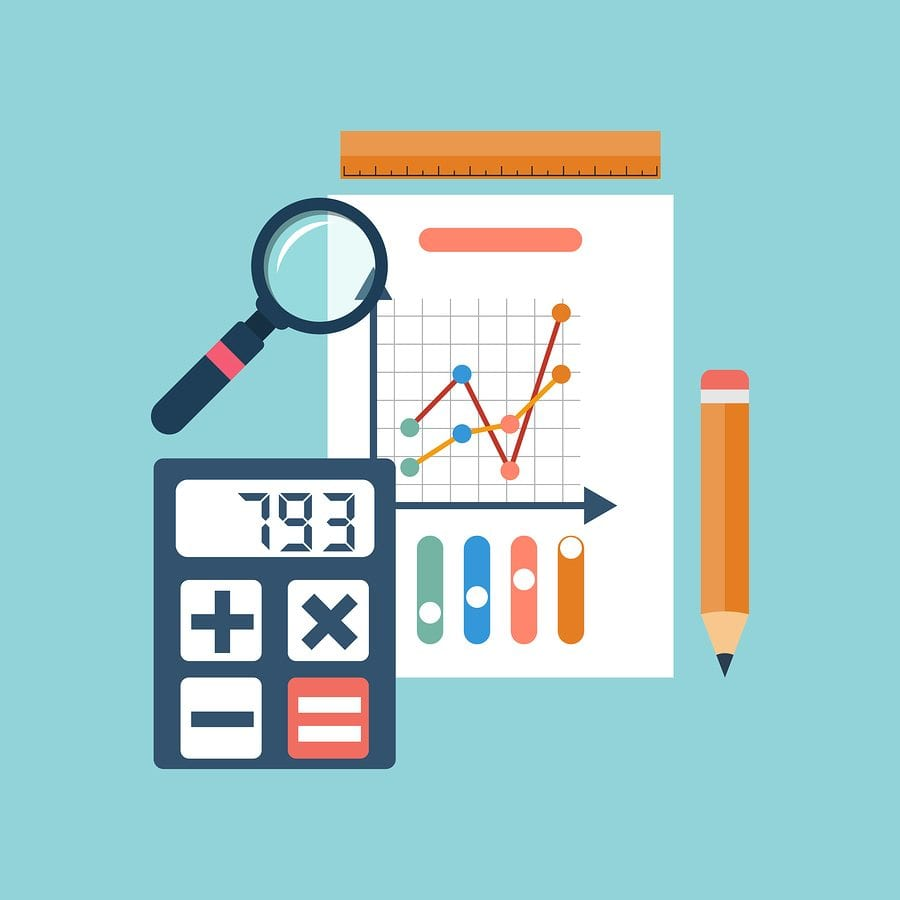 793
+ ×
− =